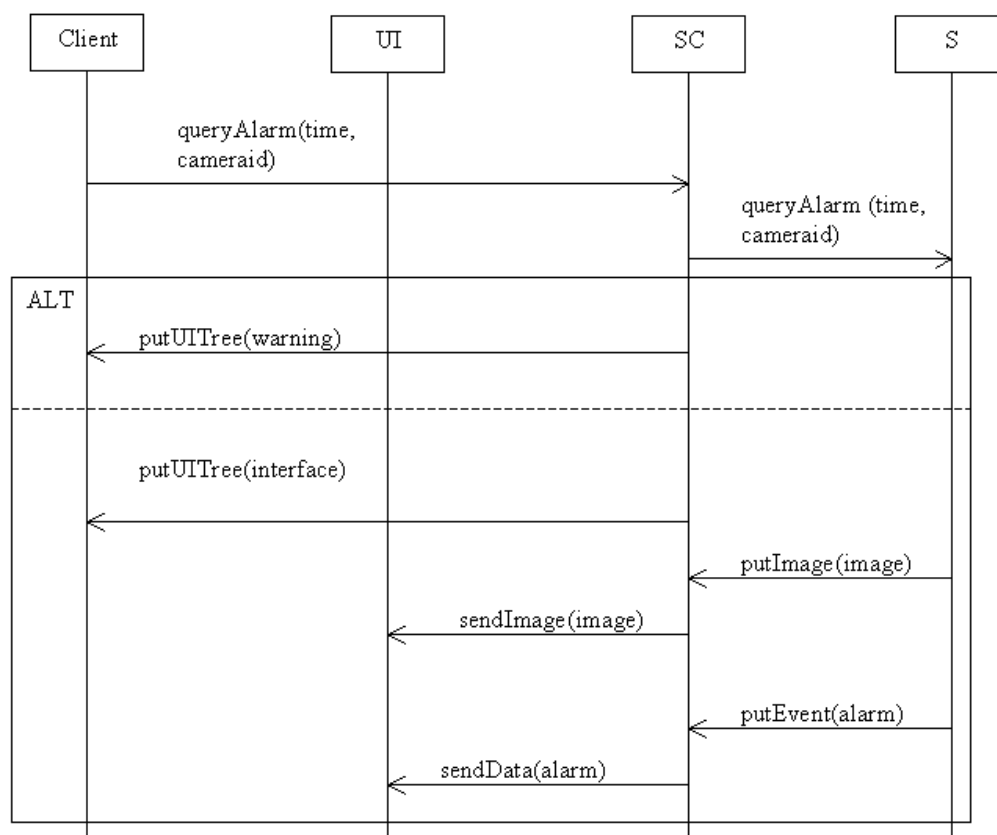 Client
UI
SC
S
queryAlarm(time,
cameraid)
queryAlarm (time,
cameraid)
ALT
putUITree(warning)
putUITree(interface)
putImage(image)
sendImage(image)
putEvent(alarm)
sendData(alarm)